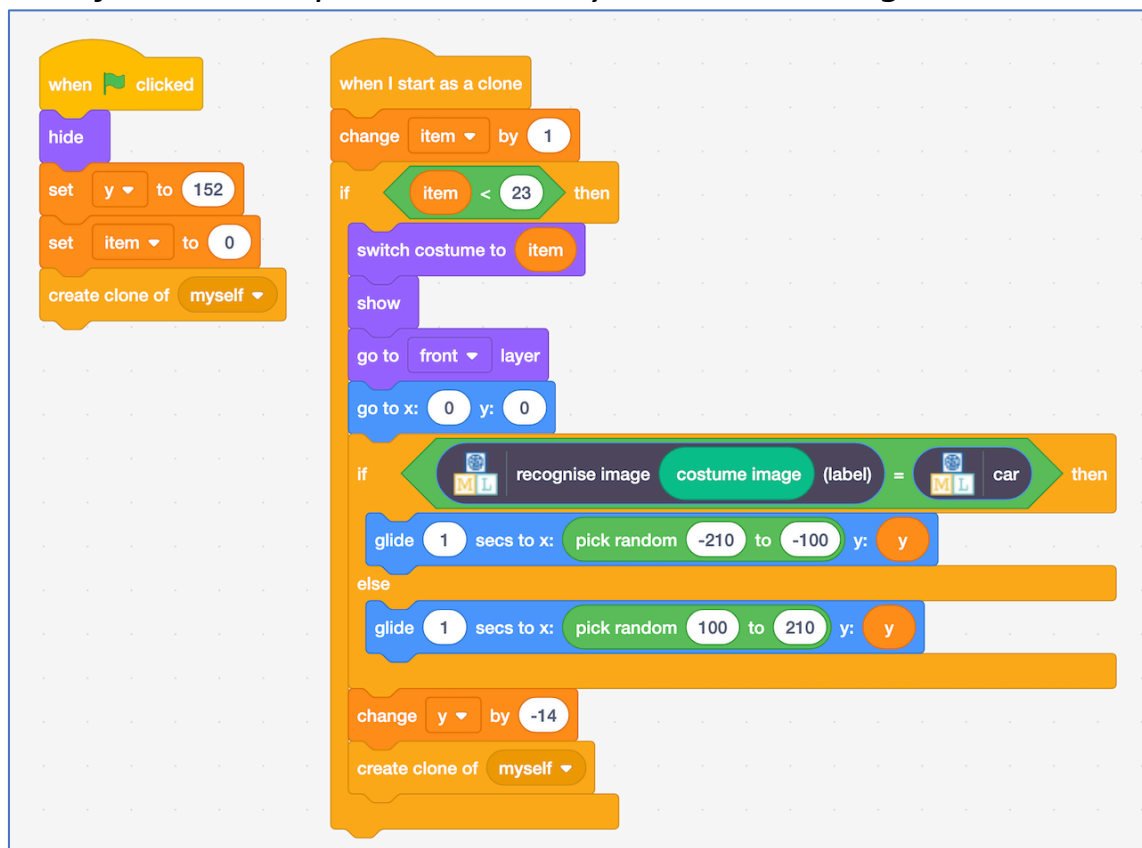 when clicked
hide
set y to 152
set item to 0
create clone of myself
when I start as a clone
change item by 1
if item < 23 then
switch costume to item
show
go to front layer
go to x: 0 y: 0
if ML recognise image costume image (label) = ML car then
glide 1 secs to x: pick random -210 to -100 y: y
else
glide 1 secs to x: pick random 100 to 210 y: y
change y by -14
create clone of myself